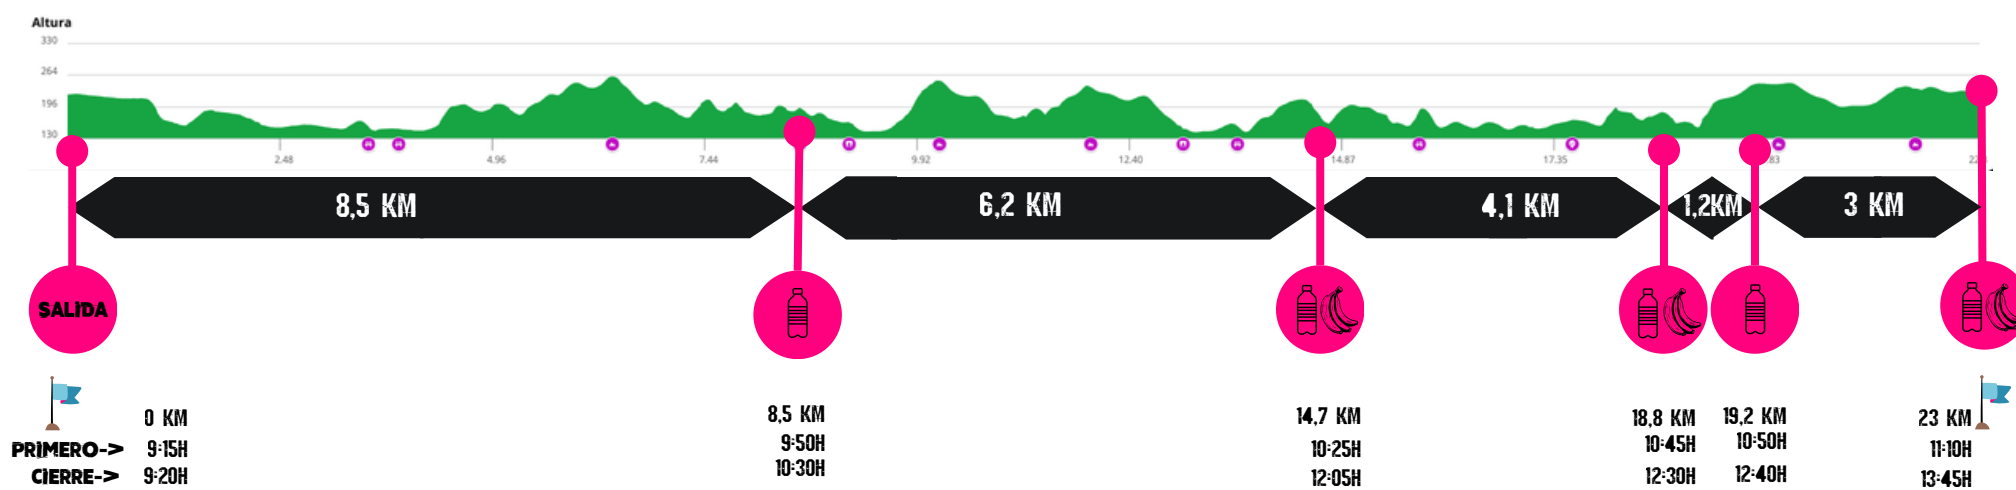 Altura
330
264
196
130
2.48
4.96
7.44
9.92
12.40
14.87
17.35
8,5 KM
6,2 KM
4,1 KM
1,2KM
3 KM
SALIDA
0 KM
8,5 KM
14,7 KM
18,8 KM
19,2 KM
23 KM
PRIMERO->
9:15H
9:50H
10:25H
10:45H
10:50H
11:10H
CIERRE->
9:20H
10:30H
12:05H
12:30H
12:40H
13:45H